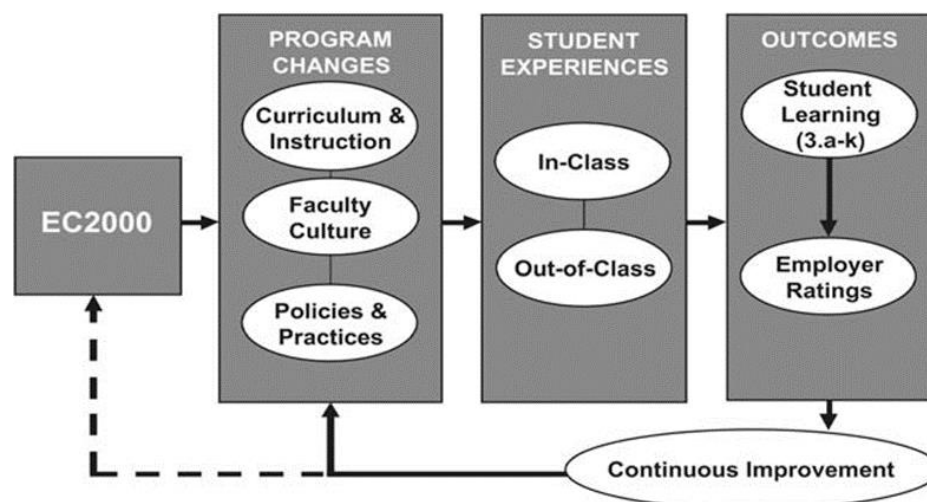 EC2000
PROGRAM
CHANGES
Curriculum &
Instruction
Faculty
Culture
Policies &
Practices
STUDENT
EXPERIENCES
In-Class
Out-of-Class
OUTCOMES
Student
Learning
(3.a-k)
Employer
Ratings
Continuous Improvement